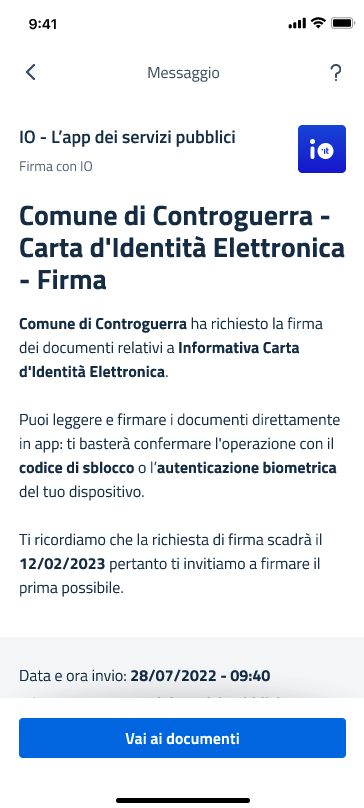 9:41
Messaggio
?
IO - L'app dei servizi pubblici
Firma con IO
io it
Comune di Controguerra -
Carta d'Identità Elettronica
- Firma
Comune di Controguerra ha richiesto la firma
dei documenti relativi a Informativa Carta
d'Identità Elettronica.
Puoi leggere e firmare i documenti direttamente
in app: ti basterà confermare l'operazione con il
codice di sblocco o l'autenticazione biometrica
del tuo dispositivo.
Ti ricordiamo che la richiesta di firma scadrà il
12/02/2023 pertanto ti invitiamo a firmare il
prima possibile.
Data e ora invio: 28/07/2022 - 09:40
Vai ai documenti